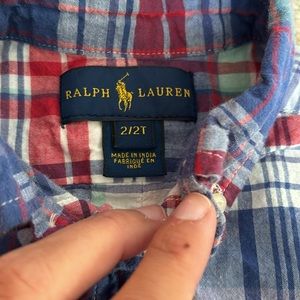 RALPH LAUREN
2/2T
MADE IN INDIA
FABRIQUÉ EN
INDE